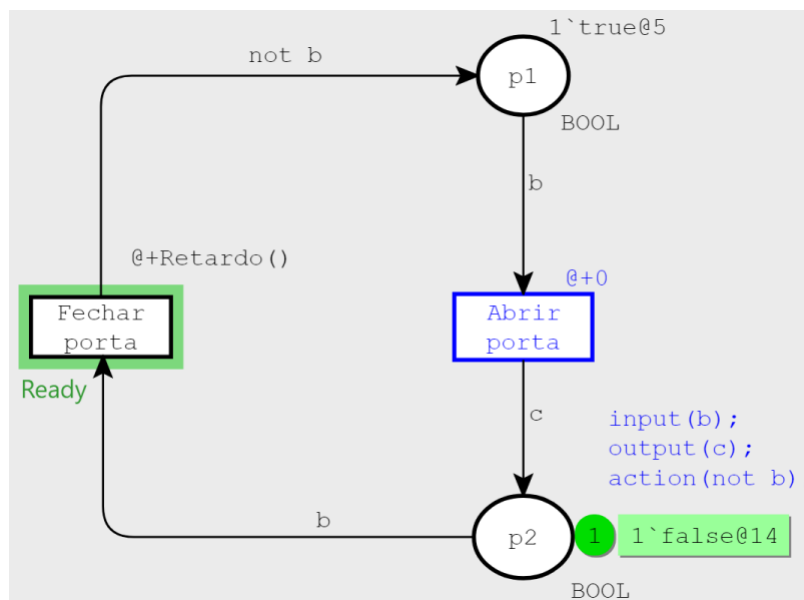 1`true@5
not b
p1
BOOL
b
@+Retardo()
@+0
Fechar
porta
Abrir
porta
Ready
c
input(b);
output(c);
action(not b)
b
p2
1
1`false@14
BOOL